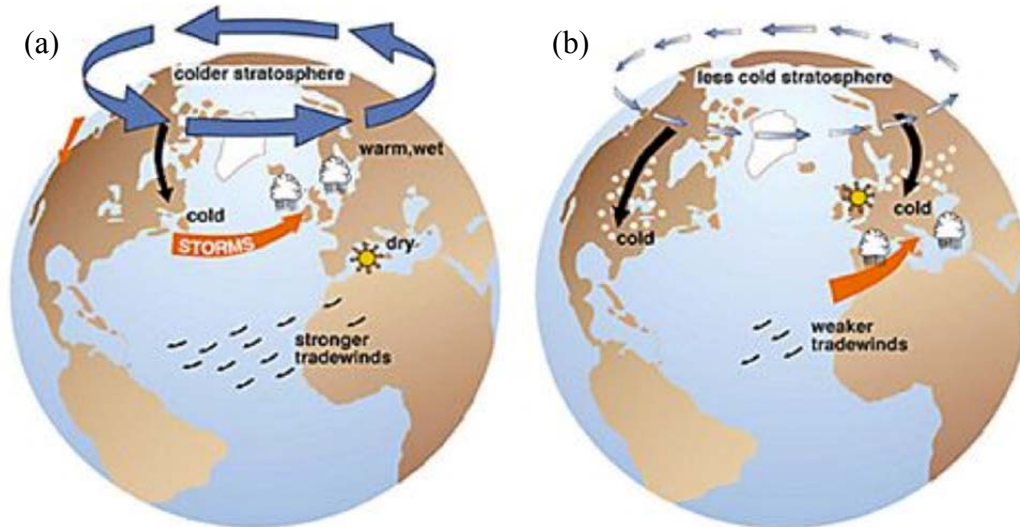 (a)
colder stratosphere
warm,wet
cold
STORMS
dry
stronger
tradewinds
(b)
less cold stratosphere
cold
cold
weaker
tradewinds